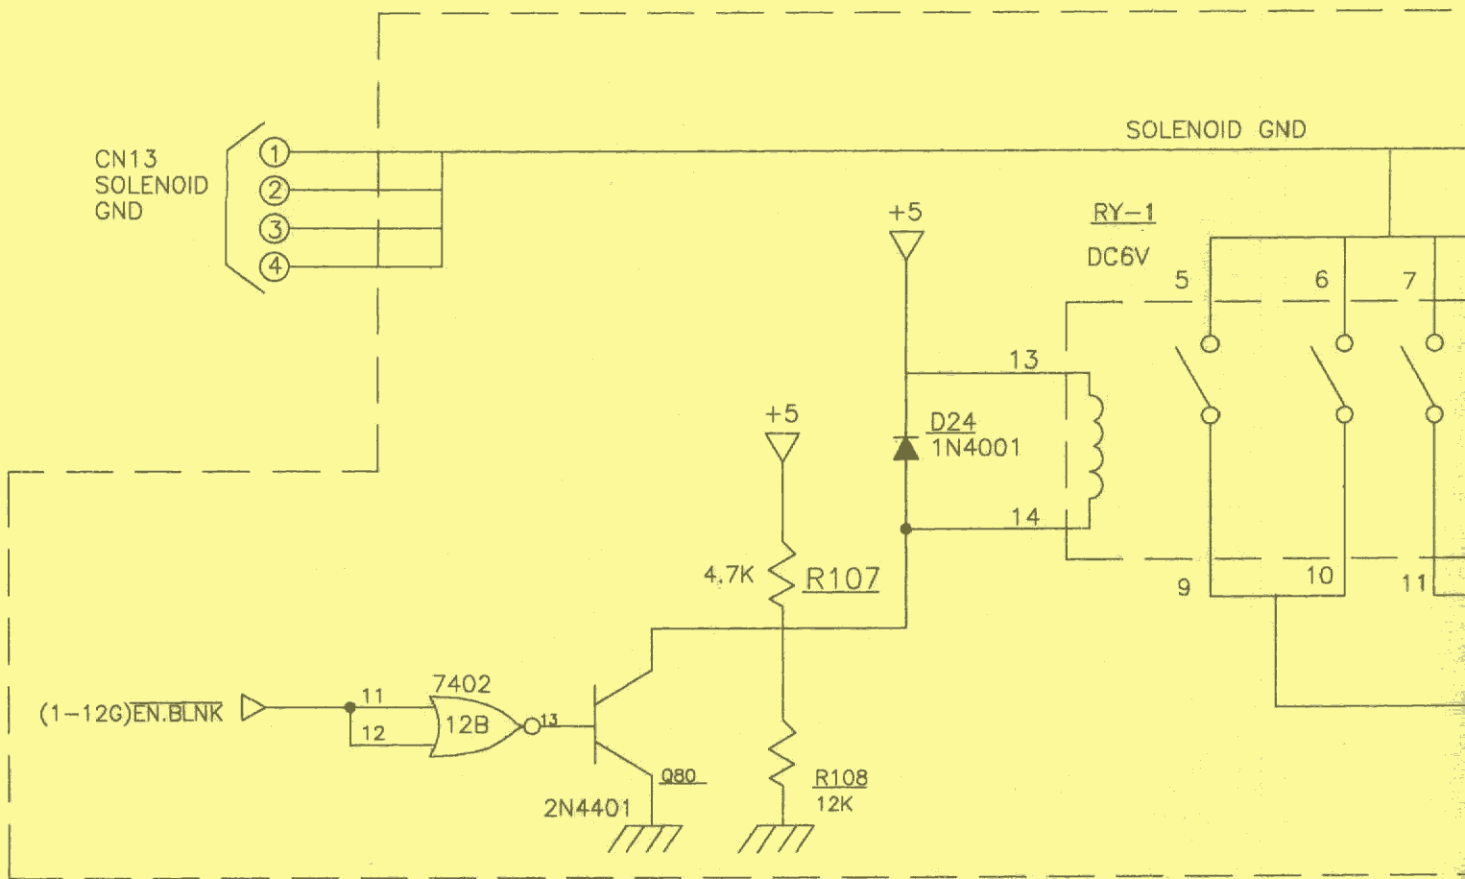 SOLENOID GND
CN13
SOLENOID
GND
1
2
3
4
+5
RY-1
DC6V
5
6
7
13
+5
D24
1N4001
14
4.7K
R107
9
10
11
7402
(1-12G)EN.BLNK
11
12B
13
12
Q80
2N4401
R108
12K